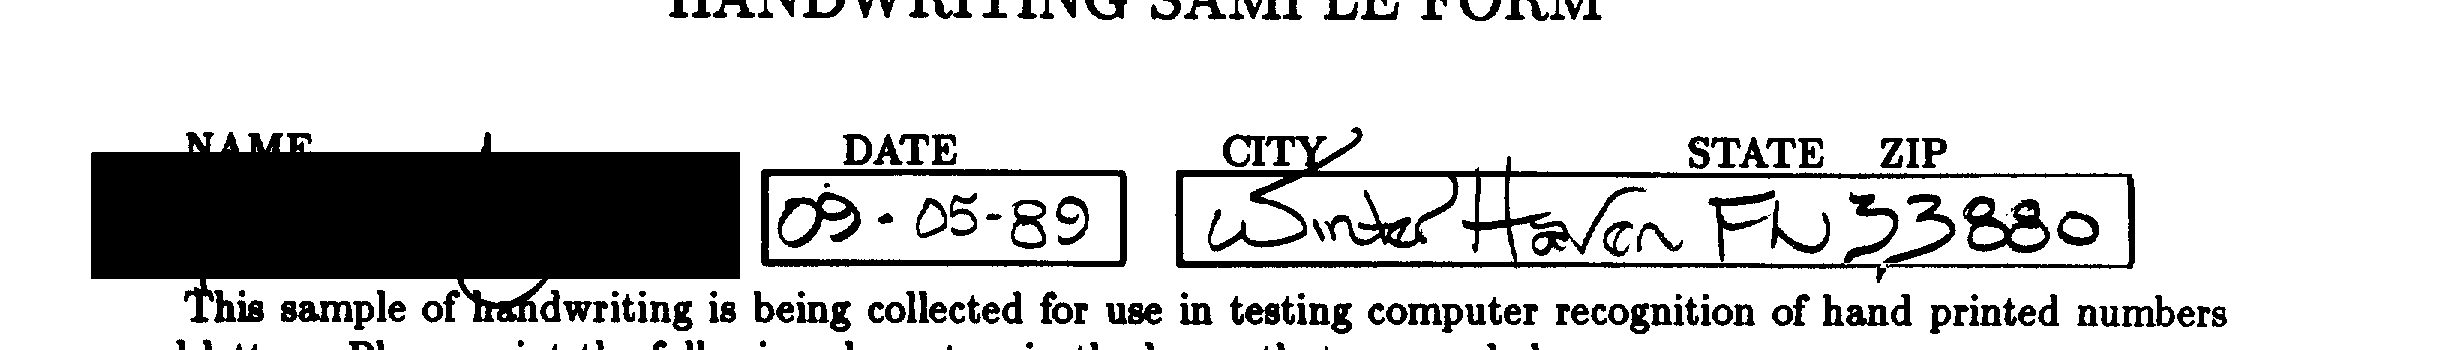 HANDWRITING SAMPLE FORM
NAME DATE CITY STATE ZIP
09-05-89 Winter Haven FL 33880
This sample of handwriting is being collected for use in testing computer recognition of hand printed numbers